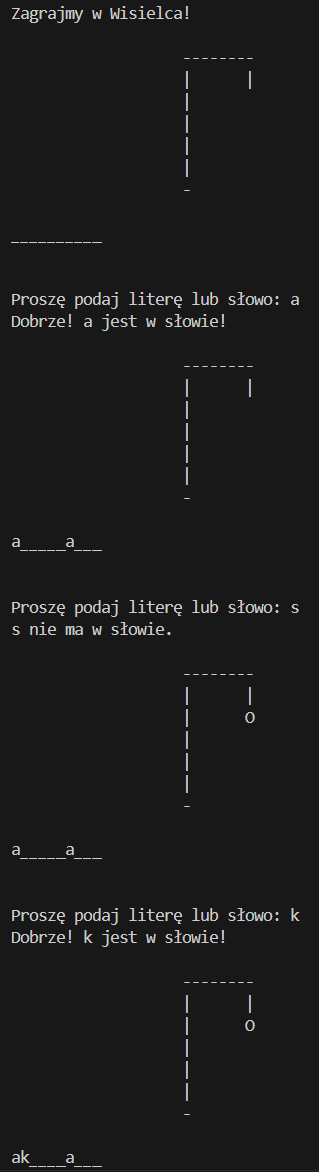 Zagrajmy w Wisielca!
--------
|      |
|
|
|
|
-
__________
Proszę podaj literę lub słowo: a
Dobrze! a jest w słowie!
--------
|      |
|
|
|
|
-
a_____a___
Proszę podaj literę lub słowo: s
s nie ma w słowie.
--------
|      |
|      O
|
|
|
-
a_____a___
Proszę podaj literę lub słowo: k
Dobrze! k jest w słowie!
--------
|      |
|      O
|
|
|
-
ak____a___